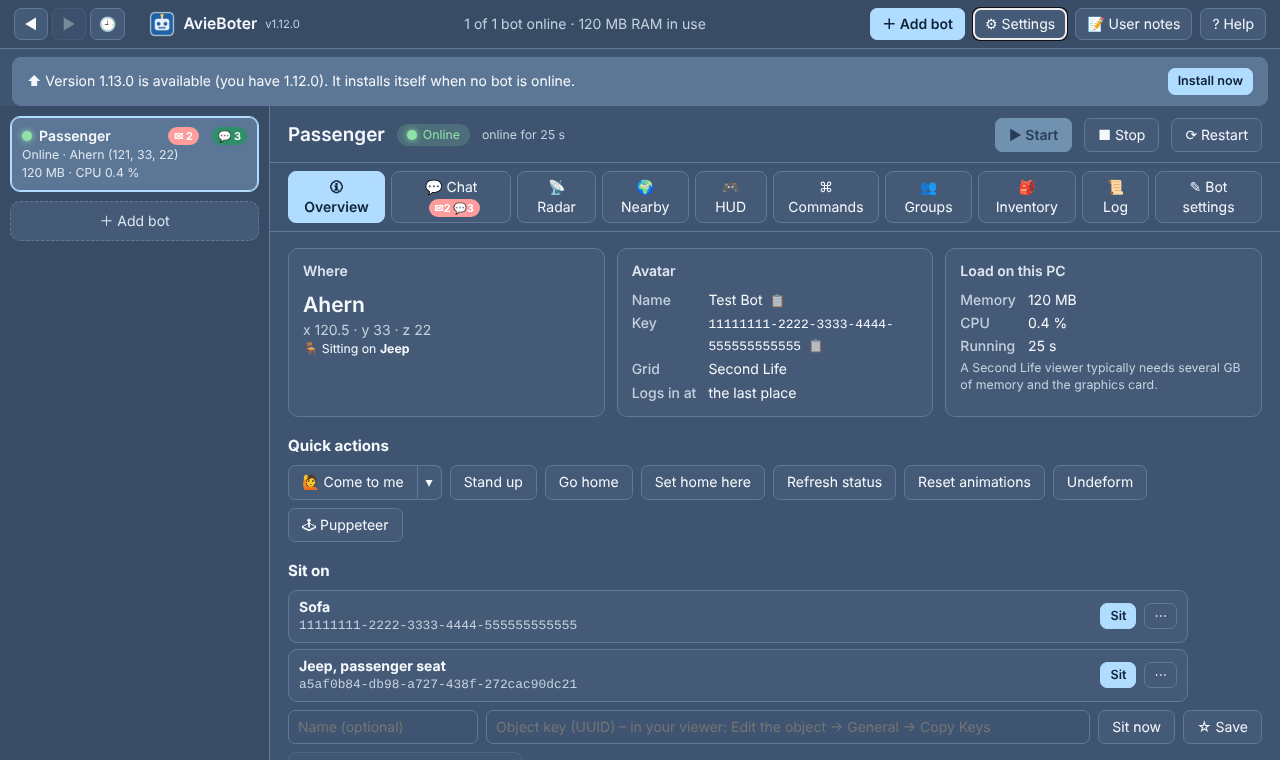 AvieBoter v1.12.0
1 of 1 bot online · 120 MB RAM in use
+ Add bot
⚙ Settings
📝 User notes
? Help
⬆ Version 1.13.0 is available (you have 1.12.0). It installs itself when no bot is online.
Install now
Passenger ✉ 2 💬 3
Online · Ahern (121, 33, 22)
120 MB · CPU 0.4 %
+ Add bot
Passenger
Online
online for 25 s
▶ Start
■ Stop
⟳ Restart
Overview
💬 Chat
✉2 💬3
Radar
Nearby
HUD
⌘
Commands
Groups
Inventory
Log
✎ Bot
settings
Where
Ahern
x 120.5 · y 33 · z 22
Sitting on Jeep
Avatar
Name Test Bot
Key 11111111-2222-3333-4444-
555555555555
Grid Second Life
Logs in at the last place
Load on this PC
Memory 120 MB
CPU 0.4 %
Running 25 s
A Second Life viewer typically needs several GB
of memory and the graphics card.
Quick actions
Come to me ▼
Stand up
Go home
Set home here
Refresh status
Reset animations
Undeform
Puppeteer
Sit on
Sofa
11111111-2222-3333-4444-555555555555
Sit
⋯
Jeep, passenger seat
a5af0b84-db98-a727-438f-272cac90dc21
Sit
⋯
Name (optional)
Object key (UUID) – in your viewer: Edit the object → General → Copy Keys
Sit now
☆ Save